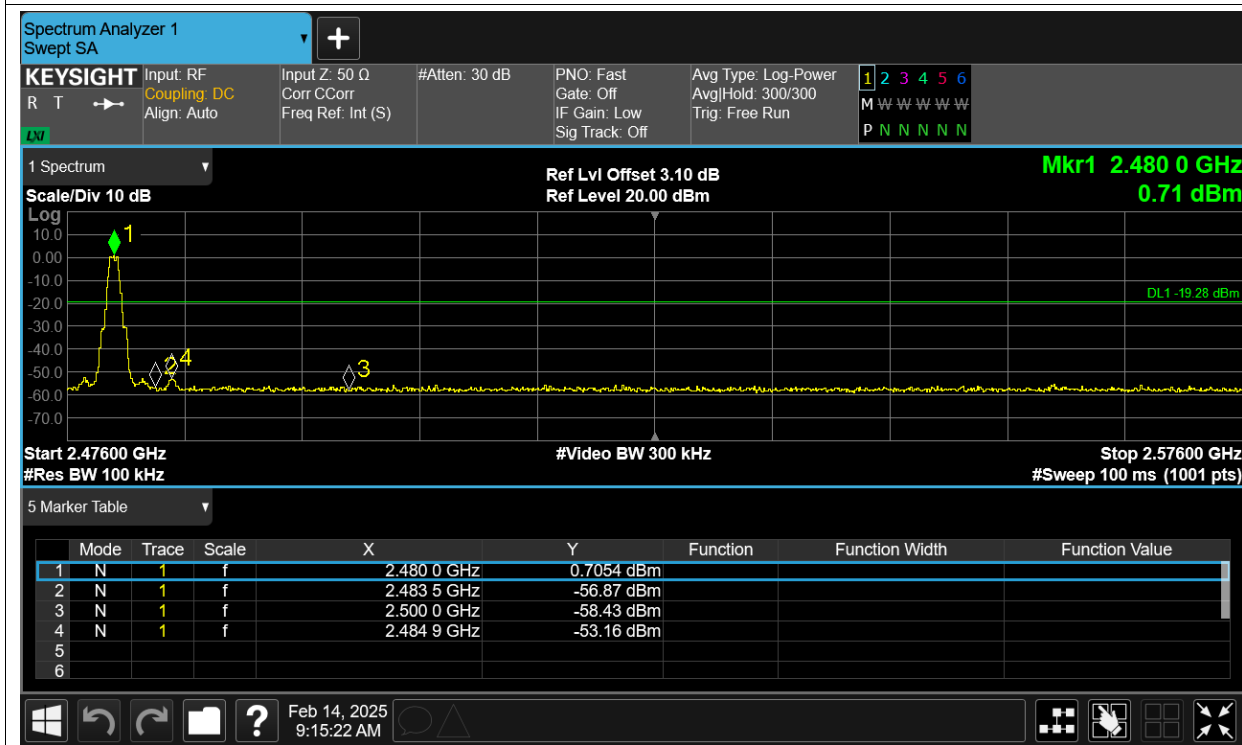 Spectrum Analyzer 1
Swept SA
KEYSIGHT Input: RF Input Z: 50 Ω #Atten: 30 dB PNO: Fast Avg Type: Log-Power 1 2 3 4 5 6
R T Coupling: DC Corr CCorr Gate: Off Avg|Hold: 300/300 M W W W W W
Align: Auto Freq Ref: Int (S) IF Gain: Low Trig: Free Run
LXI Sig Track: Off P N N N N N
1 Spectrum Ref Lvl Offset 3.10 dB Mkr1 2.480 0 GHz
Scale/Div 10 dB Ref Level 20.00 dBm 0.71 dBm
Log
10.0 1
0.00
-10.0
DL1 -19.28 dBm
-20.0
-30.0
-40.0
2 4 3
-50.0
-60.0
-70.0
Start 2.47600 GHz #Video BW 300 kHz Stop 2.57600 GHz
#Res BW 100 kHz #Sweep 100 ms (1001 pts)
5 Marker Table
Mode Trace Scale X Y Function Function Width Function Value
1 N 1 f 2.480 0 GHz 0.7054 dBm
2 N 1 f 2.483 5 GHz -56.87 dBm
3 N 1 f 2.500 0 GHz -58.43 dBm
4 N 1 f 2.484 9 GHz -53.16 dBm
5
6
? Feb 14, 2025
9:15:22 AM